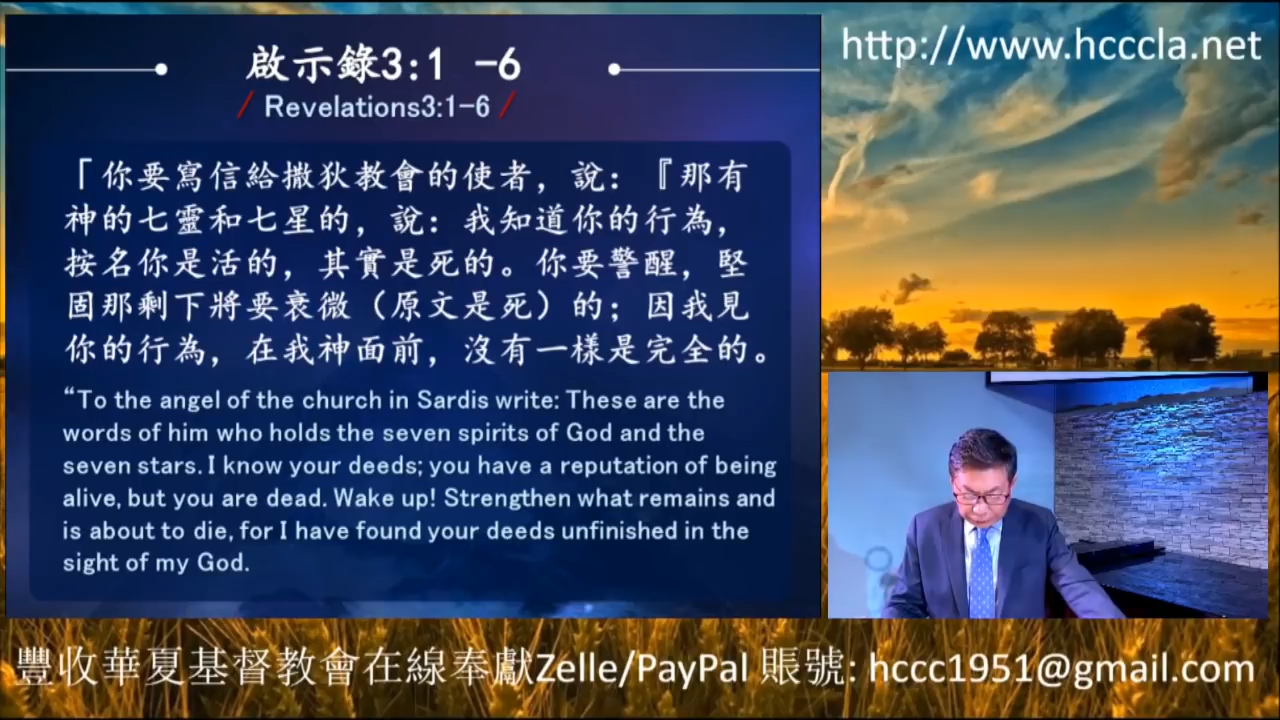 啟示錄3:1 -6
/ Revelations3:1-6 /
「你要寫信給撒狄教會的使者，說：『那有
神的七靈和七星的，說：我知道你的行為，
按名你是活的，其實是死的。你要警醒，堅
固那剩下將要衰微（原文是死）的；因我見
你的行為，在我神面前，沒有一樣是完全的。
“To the angel of the church in Sardis write: These are the
words of him who holds the seven spirits of God and the
seven stars. I know your deeds; you have a reputation of being
alive, but you are dead. Wake up! Strengthen what remains and
is about to die, for I have found your deeds unfinished in the
sight of my God.
http://www.hcccla.net
豐收華夏基督教會在線奉獻Zelle/PayPal 賬號: hccc1951@gmail.com